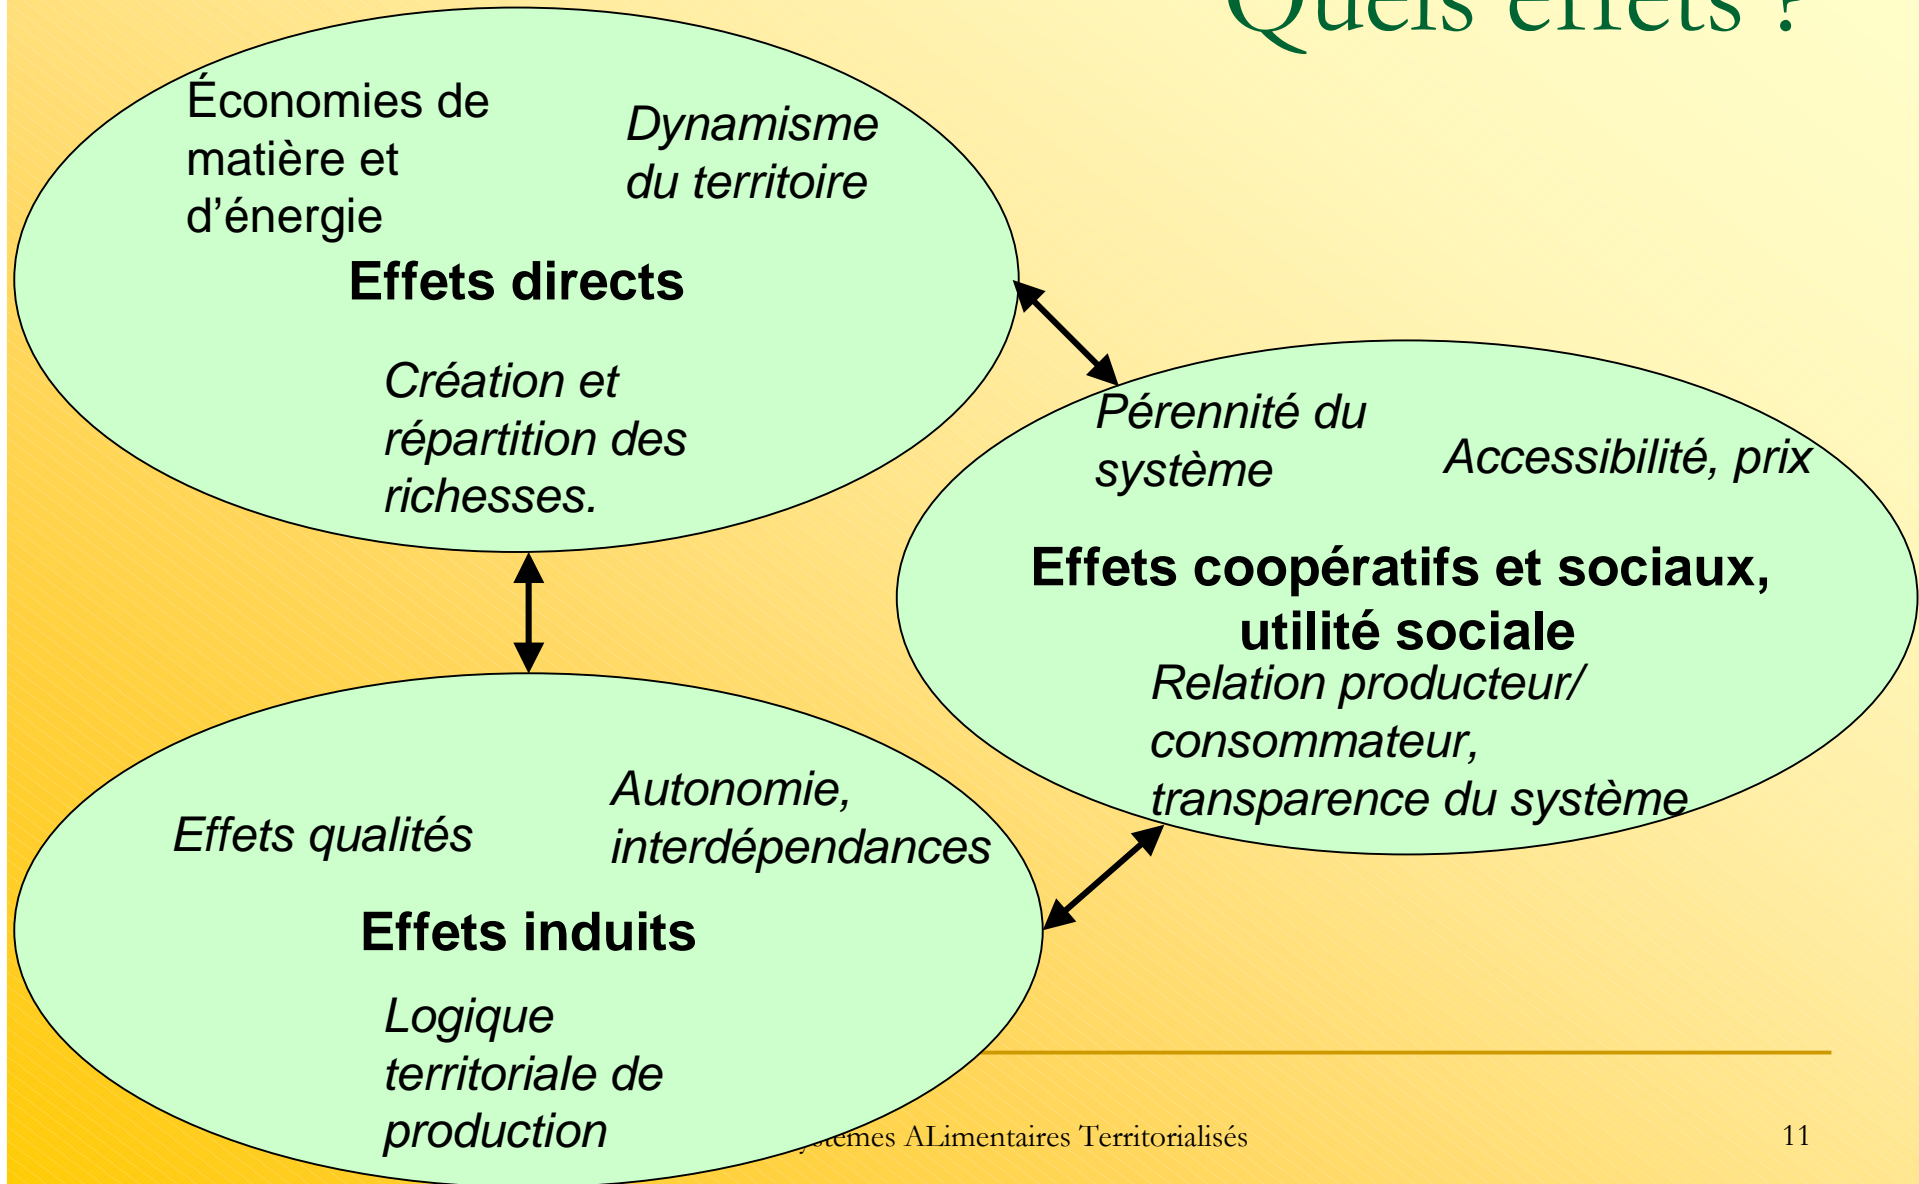 Quels effets ?
Économies de
matière et
d'énergie
Dynamisme
du territoire
Effets directs
Création et
répartition des
richesses.
Pérennité du
système
Accessibilité, prix
Effets coopératifs et sociaux,
utilité sociale
Relation producteur/
consommateur,
transparence du système
Effets qualités
Autonomie,
interdépendances
Effets induits
Logique
territoriale de
production
ALimentaires Territorialisés
11